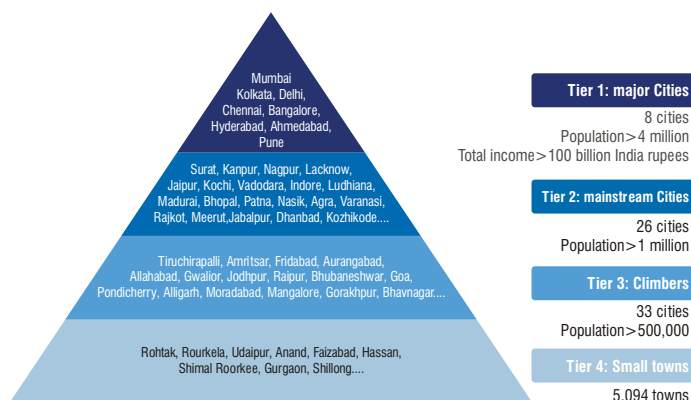 Mumbai
Kolkata, Delhi,
Chennai, Bangalore,
Hyderabad, Ahmedabad,
Pune
Surat, Kanpur, Nagpur, Lacknow,
Jaipur, Kochi, Vadodara, Indore, Ludhiana,
Madurai, Bhopal, Patna, Nasik, Agra, Varanasi,
Rajkot, Meerut,Jabalpur, Dhanbad, Kozhikode....
Tiruchirapalli, Amritsar, Fridabad, Aurangabad,
Allahabad, Gwalior, Jodhpur, Raipur, Bhubaneshwar, Goa,
Pondicherry, Alligarh, Moradabad, Mangalore, Gorakhpur, Bhavnagar....
Rohtak, Rourkela, Udaipur, Anand, Faizabad, Hassan,
Shimal Roorkee, Gurgaon, Shillong....
Tier 1: major Cities
8 cities
Population>4 million
Total income>100 billion India rupees
Tier 2: mainstream Cities
26 cities
Population>1 million
Tier 3: Climbers
33 cities
Population>500,000
Tier 4: Small towns
5,094 towns